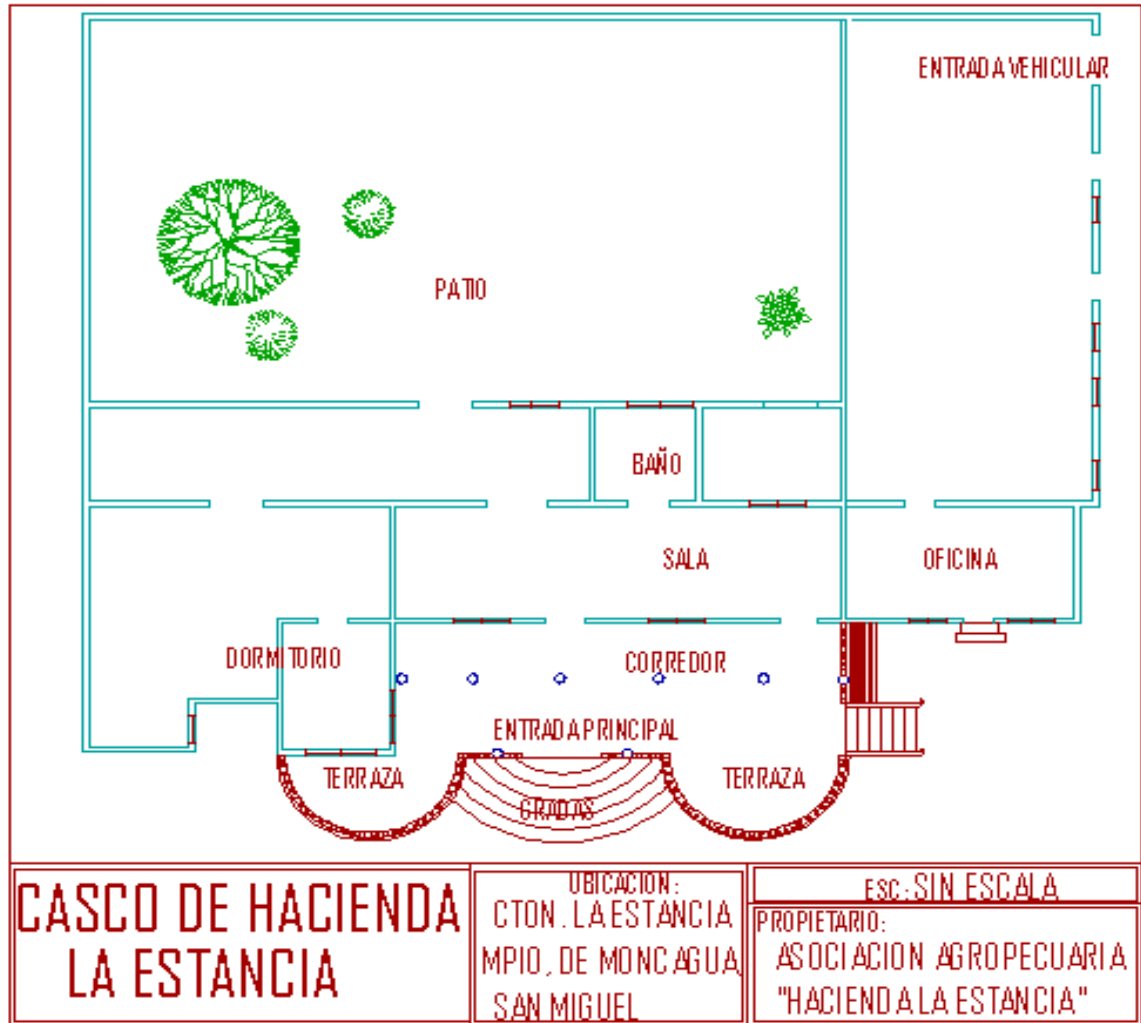 ENTRADA VEHICULAR
PATIO
BAÑO
SALA
OFICINA
DORMITORIO
CORREDOR
ENTRADA PRINCIPAL
TERRAZA
TERRAZA
GRADAS
CASCO DE HACIENDA
LA ESTANCIA
UBICACION:
CTON. LA ESTANCIA
MPIO. DE MONCAGUA,
SAN MIGUEL
ESC: SIN ESCALA
PROPIETARIO:
ASOCIACION AGROPECUARIA
"HACIENDA LA ESTANCIA"